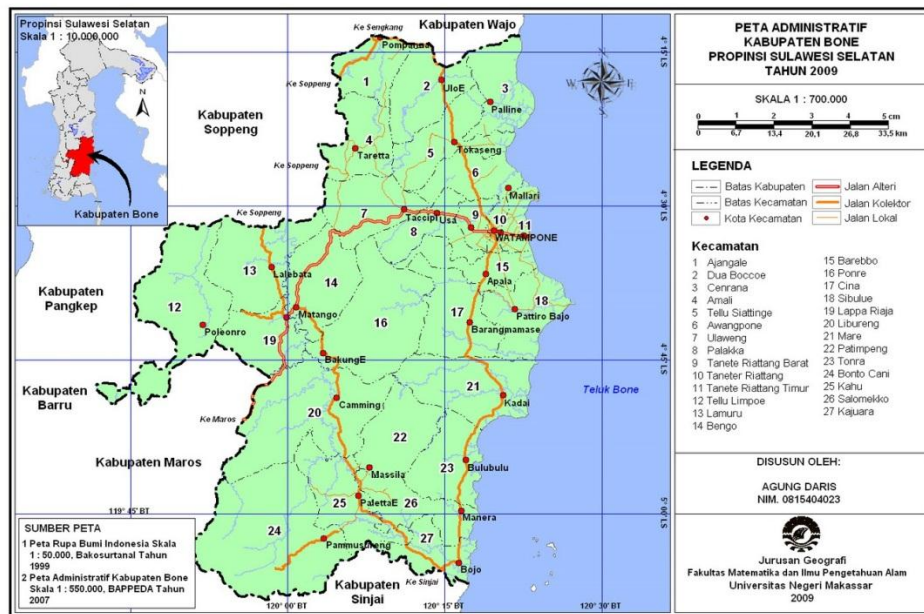 Propinsi Sulawesi Selatan
Skala 1 : 10.000.000
N
Kabupaten Bone
Kabupaten Wajo
Ke Sengkang
Pompanua
Ke Soppeng
1
2
UloE
3
Palline
Kabupaten
Soppeng
4
Taretta
5
Tokaseng
6
Ke Soppeng
Mallari
Ke Soppeng
7
Taccipi
Usa
8
9
10
11
WATAMPONE
13
Lalebata
14
15
Apala
Kabupaten
Pangkep
12
Poleonro
Matango
16
17
18
Pattiro Bajo
Barangmamase
19
BakungE
Kabupaten
Barru
Ke Maros
20
Camming
21
Kadai
Teluk Bone
Kabupaten Maros
22
Massila
23
Bulubulu
25
PalettaE
26
Manera
24
Pammusureng
27
Bojo
Kabupaten
Sinjai
Ke Sinjai
4° 15' LS
4° 30' LS
4° 45' LS
5° 00' LS
119° 45' BT
120° 00' BT
120° 15' BT
120° 30' BT
SUMBER PETA
1 Peta Rupa Bumi Indonesia Skala
1 : 50.000, Bakosurtanal Tahun
1999
2 Peta Administratif Kabupaten Bone
Skala 1 : 550.000, BAPPEDA Tahun
2007
PETA ADMINISTRATIF
KABUPATEN BONE
PROPINSI SULAWESI SELATAN
TAHUN 2009
SKALA 1 : 700.000
0 1 2 3 4 5 cm
0 6,7 13,4 20,1 26,8 33,5 km
LEGENDA
Batas Kabupaten
Batas Kecamatan
Kota Kecamatan
Jalan Alteri
Jalan Kolektor
Jalan Lokal
Kecamatan
1 Ajangale
2 Dua Boccoe
3 Cenrana
4 Amali
5 Tellu Siattinge
6 Awangpone
7 Ulaweng
8 Palakka
9 Tanete Riattang Barat
10 Taneter Riattang
11 Tanete Riattang Timur
12 Tellu Limpoe
13 Lamuru
14 Bengo
15 Barebbo
16 Ponre
17 Cina
18 Sibulue
19 Lappa Riaja
20 Libureng
21 Mare
22 Patimpeng
23 Tonra
24 Bonto Cani
25 Kahu
26 Salomekko
27 Kajuara
DISUSUN OLEH:
AGUNG DARIS
NIM. 0815404023
Jurusan Geografi
Fakultas Matematika dan Ilmu Pengetahuan Alam
Universitas Negeri Makassar
2009